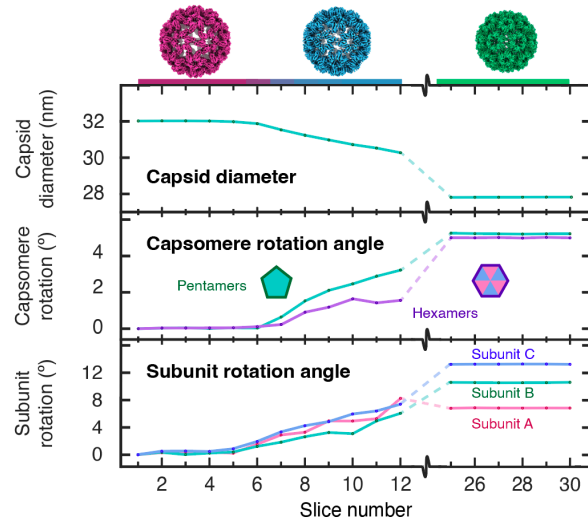 Capsid
diameter (nm)
32
30
28
Capsid diameter
Capsomere
rotation (º)
4
2
0
Capsomere rotation angle
Pentamers
Hexamers
Subunit
rotation (º)
12
8
4
0
Subunit rotation angle
Subunit C
Subunit B
Subunit A
2 4 6 8 10 12 26 28 30
Slice number